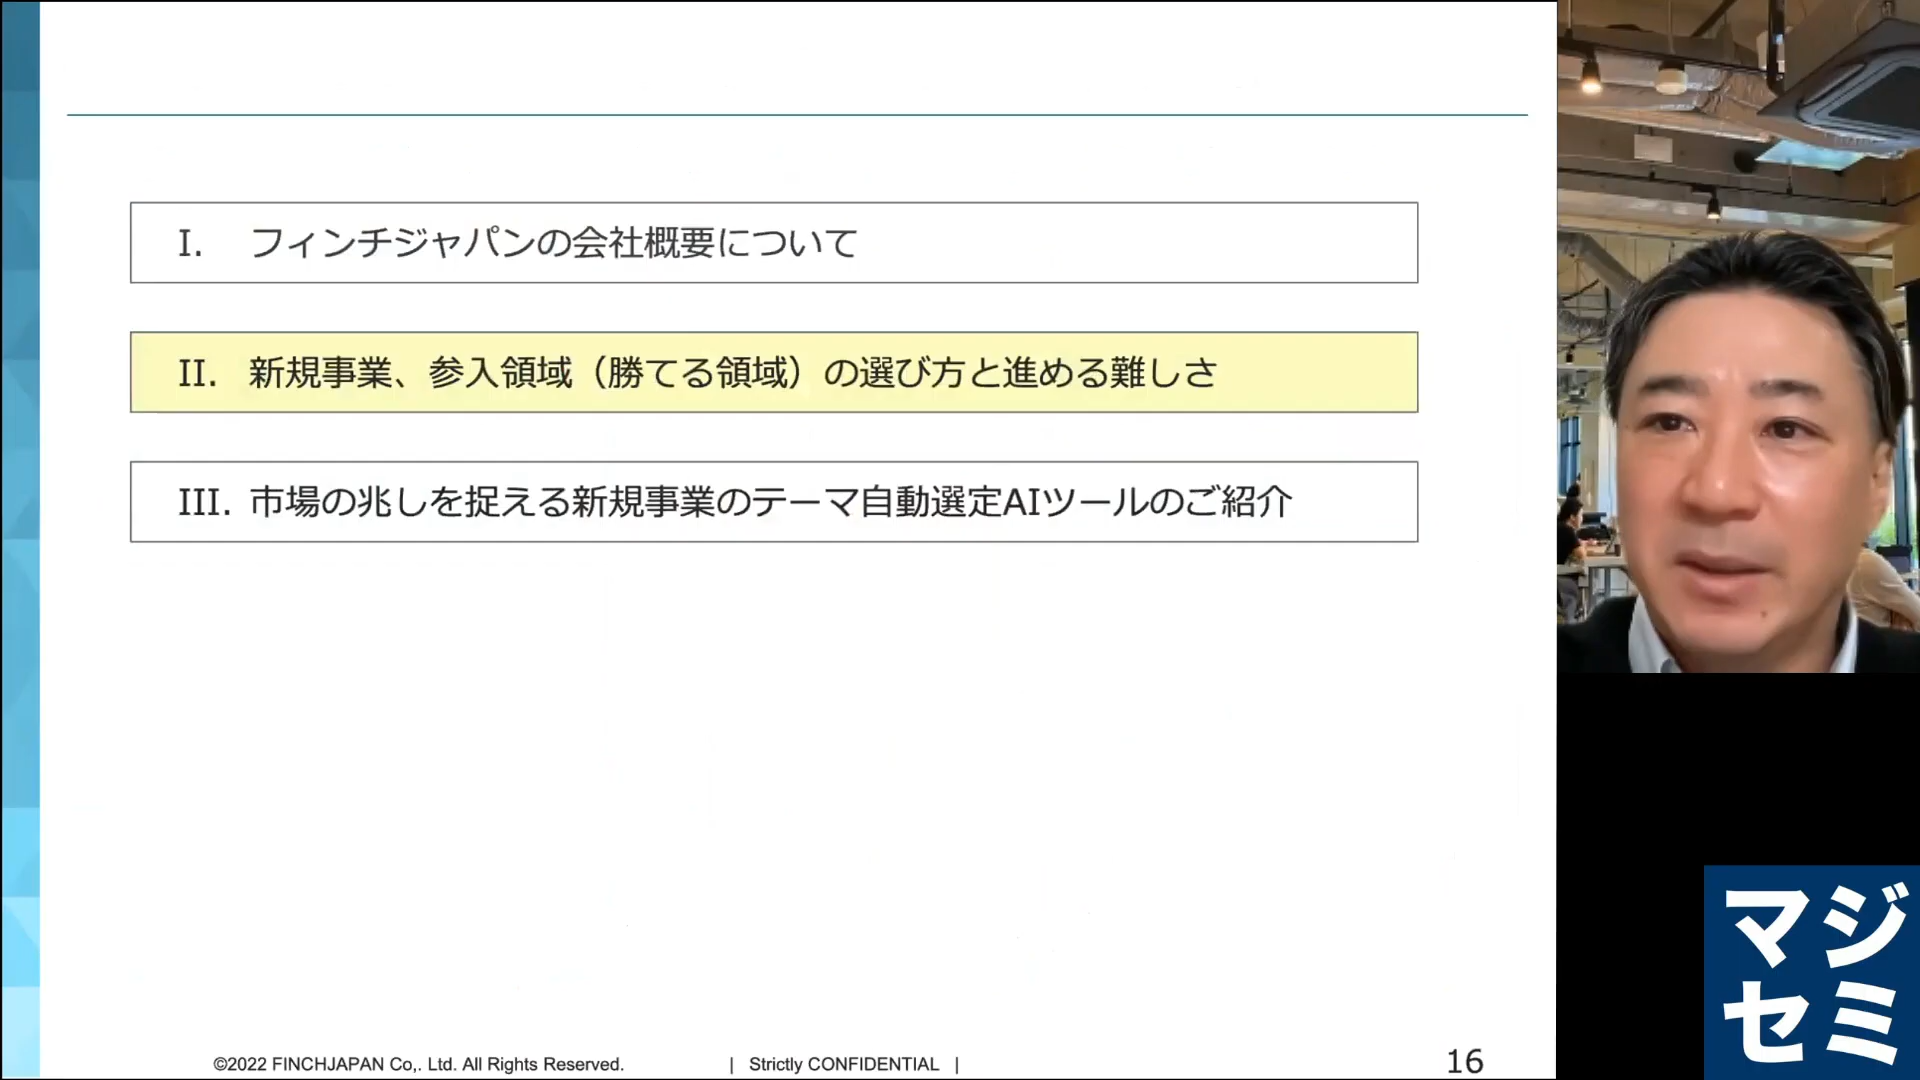 I. フィンチジャパンの会社概要について
II. 新規事業、参入領域（勝てる領域）の選び方と進める難しさ
III. 市場の兆しを捉える新規事業のテーマ自動選定AIツールのご紹介
©2022 FINCHJAPAN Co,. Ltd. All Rights Reserved. | Strictly CONFIDENTIAL |
16
マジ
セミ